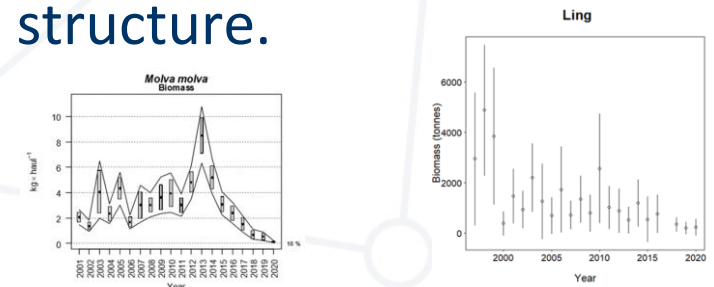 structure.
Molva molva
Biomass
kg × haul⁻¹
10
8
6
4
2
0
10 %
2001 2002 2003 2004 2005 2006 2007 2008 2009 2010 2011 2012 2013 2014 2015 2016 2017 2018 2019 2020
Year
Ling
Biomass (tonnes)
6000
4000
2000
0
2000 2005 2010 2015 2020
Year